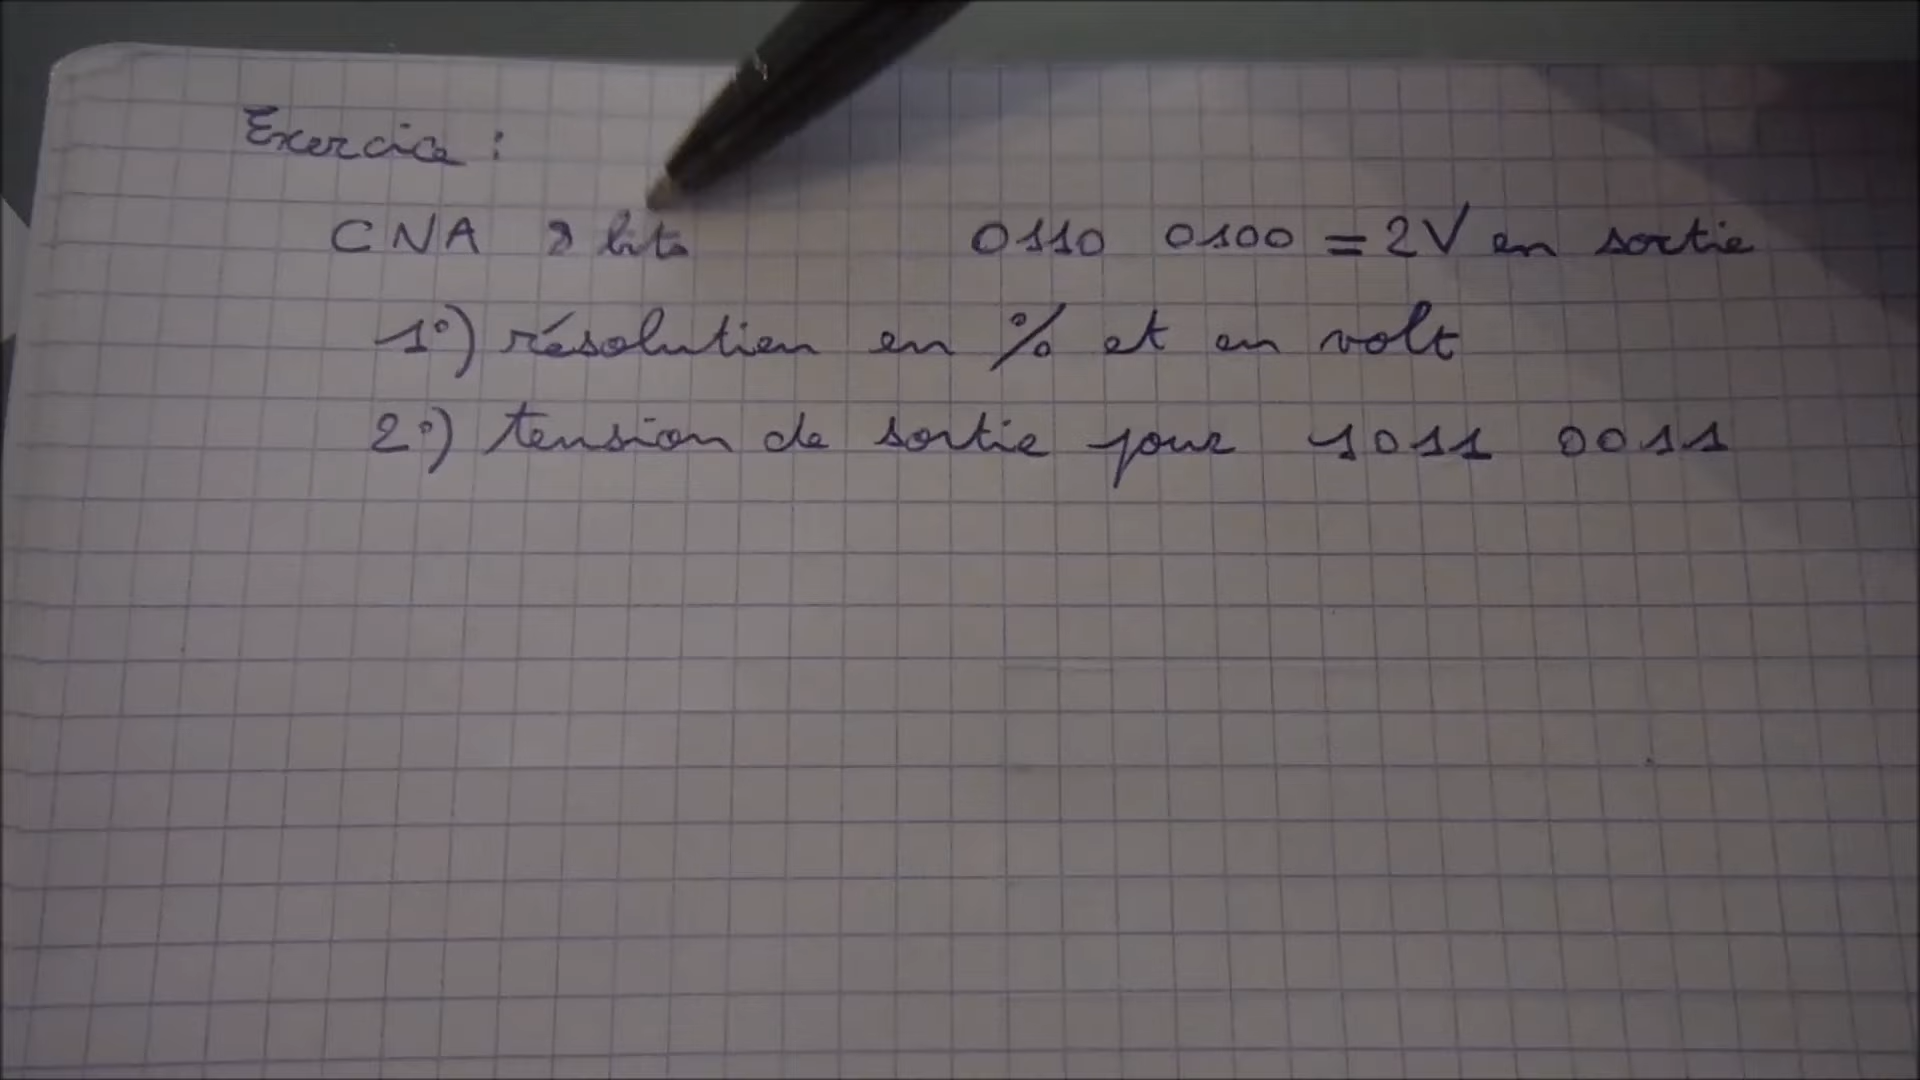 Exercice :
CNA 8 bits 0110 0100 = 2V en sortie
1°) résolution en % et en volt
2°) tension de sortie pour 1011 0011